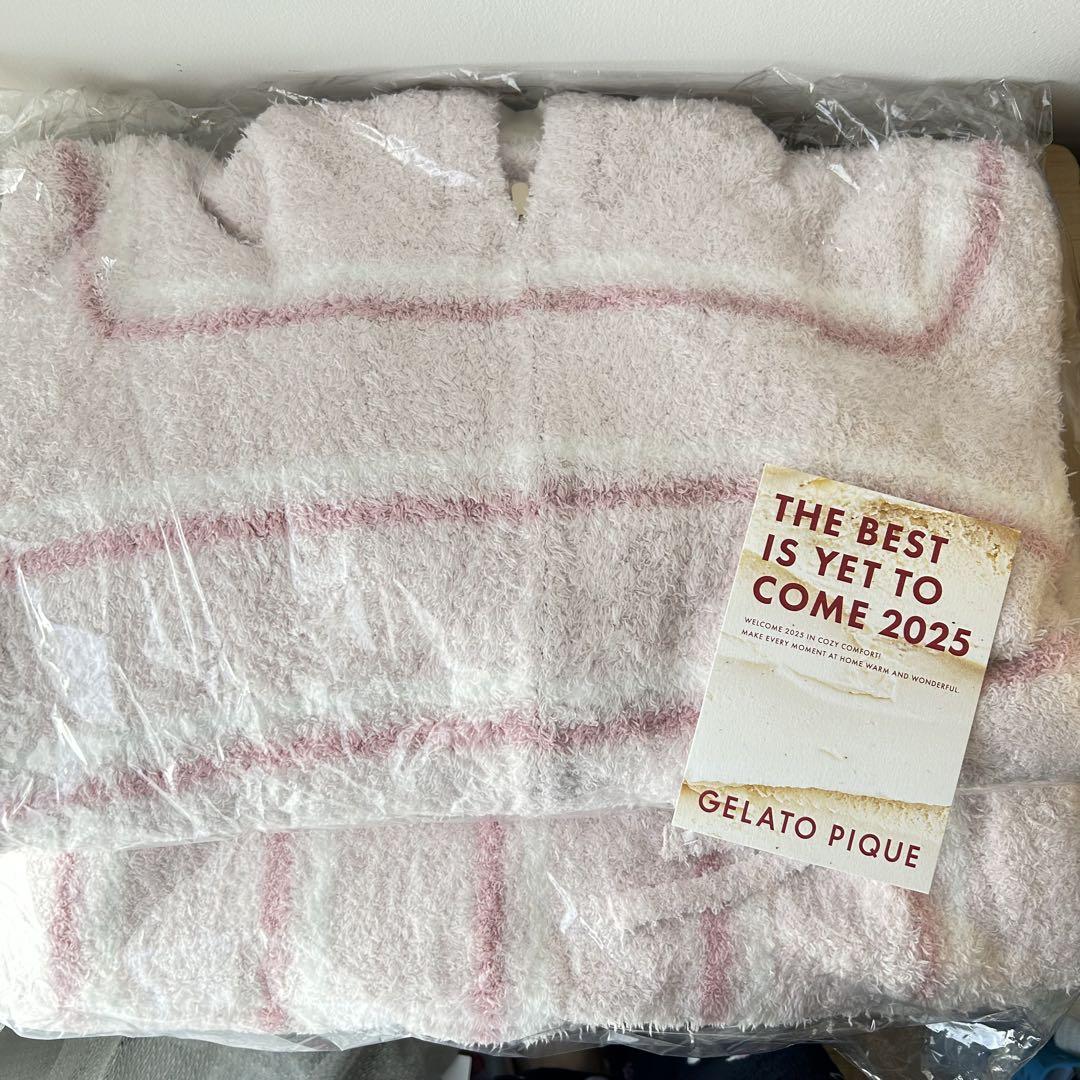 THE BEST
IS YET TO
COME 2025
WELCOME 2025 IN COZY COMFORT!
MAKE EVERY MOMENT AT HOME WARM AND WONDERFUL.
GELATO PIQUE